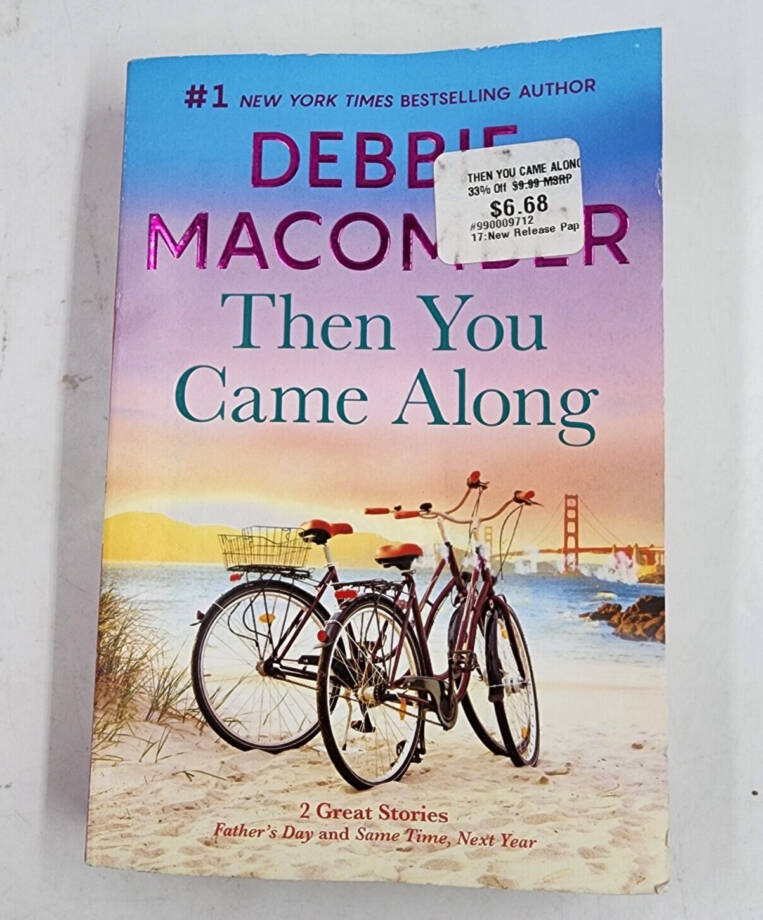 #1 NEW YORK TIMES BESTSELLING AUTHOR
DEBBIE
MACOMBER
THEN YOU CAME ALONG
33% Off $9.99 MSRP
$6.68
#990009712
17:New Release Pap
Then You
Came Along
2 Great Stories
Father's Day and Same Time, Next Year